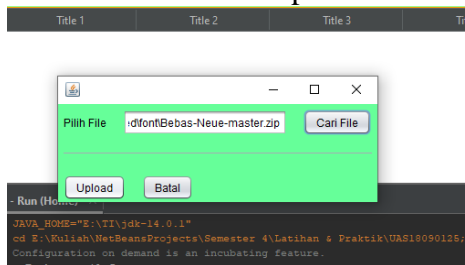 Title 1 Title 2 Title 3
Pilih File :d\font\Bebas-Neue-master.zip Cari File
Upload Batal
- Run (Home)
JAVA_HOME="E:\TI\jdk-14.0.1"
cd E:\Kuliah\NetBeansProjects\Semester 4\Latihan & Praktik\UAS18090125;
Configuration on demand is an incubating feature.